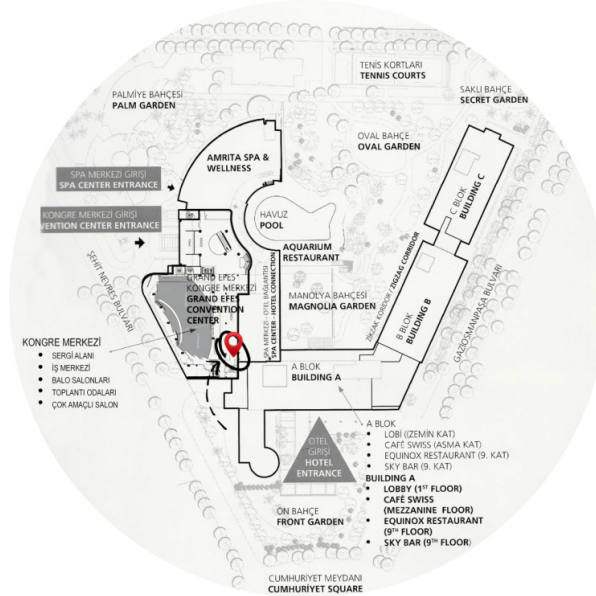 TENİS KORTLARI
TENNIS COURTS
SAKLI BAHÇE
SECRET GARDEN
PALMİYE BAHÇESİ
PALM GARDEN
OVAL BAHÇE
OVAL GARDEN
AMRITA SPA &
WELLNESS
SPA MERKEZİ GİRİŞİ
SPA CENTER ENTRANCE
C BLOK
BUILDING C
KONGRE MERKEZİ GİRİŞİ
VENTION CENTER ENTRANCE
HAVUZ
POOL
AQUARIUM
RESTAURANT
ZİKZAK KORİDOR / ZIGZAG CORRIDOR
B BLOK
BUILDING B
GAZİOSMANPAŞA BULVARI
ŞEHİT NEVRES BULVARI
GRAND EFES
KONGRE MERKEZİ
GRAND EFES
CONVENTION
CENTER
SPA MERKEZİ - OTEL BAĞLANTISI
SPA CENTER - HOTEL CONNECTION
MANOLYA BAHÇESİ
MAGNOLIA GARDEN
KONGRE MERKEZİ
• SERGİ ALANI
• İŞ MERKEZİ
• BALO SALONLARI
• TOPLANTI ODALARI
• ÇOK AMAÇLI SALON
A BLOK
BUILDING A
OTEL
GİRİŞİ
HOTEL
ENTRANCE
A BLOK
• LOBİ ((ZEMİN KAT)
• CAFÉ SWISS (ASMA KAT)
• EQUINOX RESTAURANT (9. KAT)
• SKY BAR (9. KAT)
BUILDING A
• LOBBY (1ST FLOOR)
• CAFÉ SWISS
(MEZZANINE FLOOR)
• EQUINOX RESTAURANT
(9TH FLOOR)
• SKY BAR (9TH FLOOR)
ÖN BAHÇE
FRONT GARDEN
CUMHURİYET MEYDANI
CUMHURİYET SQUARE